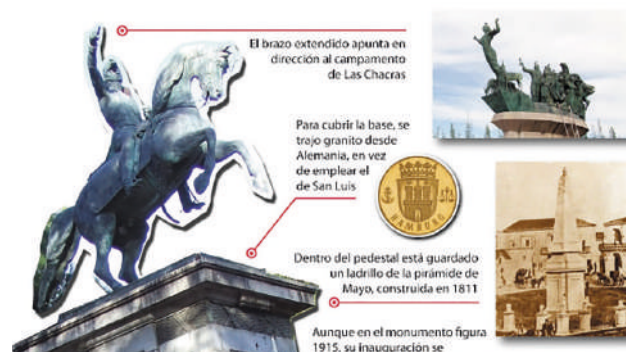 El brazo extendido apunta en
dirección al campamento
de Las Chacras
Para cubrir la base, se
trajo granito desde
Alemania, en vez
de emplear el
de San Luis
HAMBURG
Dentro del pedestal está guardado
un ladrillo de la pirámide de
Mayo, construida en 1811
Aunque en el monumento figura
1915, su inauguración se